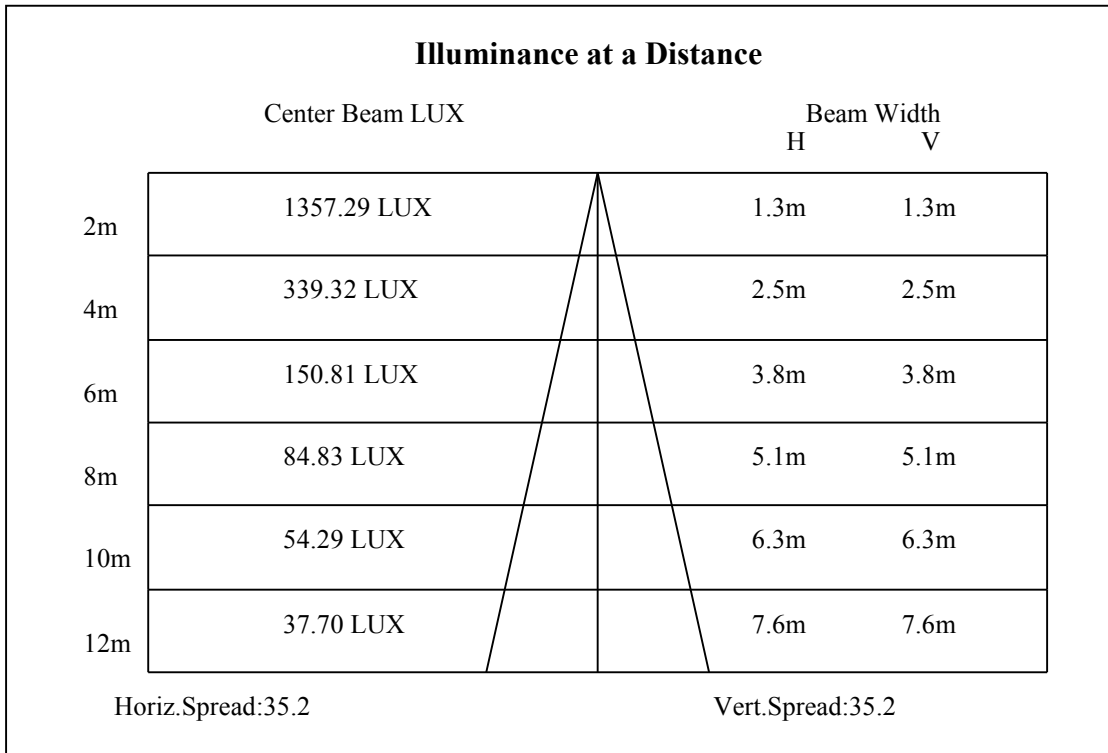 Illuminance at a Distance
Center Beam LUX Beam Width
H V
2m 1357.29 LUX 1.3m 1.3m
4m 339.32 LUX 2.5m 2.5m
6m 150.81 LUX 3.8m 3.8m
8m 84.83 LUX 5.1m 5.1m
10m 54.29 LUX 6.3m 6.3m
12m 37.70 LUX 7.6m 7.6m
Horiz.Spread:35.2 Vert.Spread:35.2